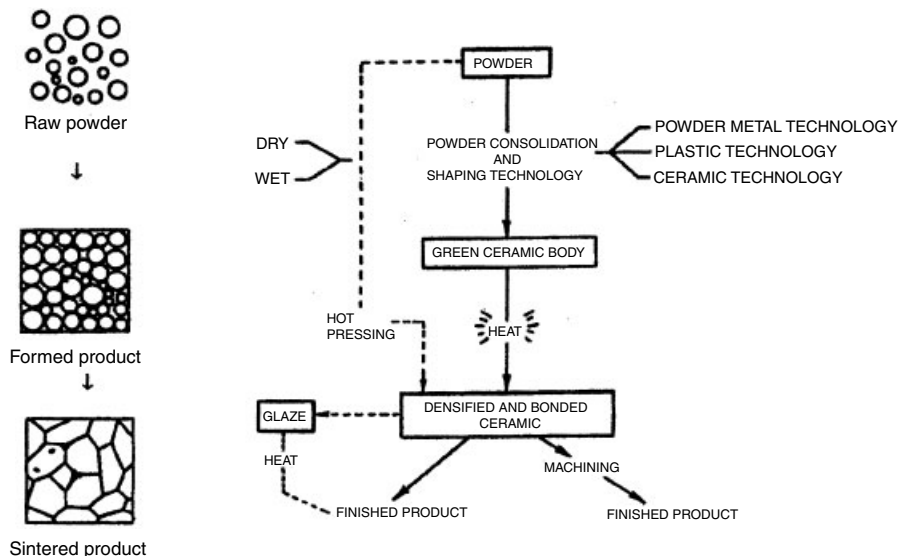 Raw powder
Formed product
Sintered product
POWDER
DRY
WET
POWDER CONSOLIDATION
AND
SHAPING TECHNOLOGY
POWDER METAL TECHNOLOGY
PLASTIC TECHNOLOGY
CERAMIC TECHNOLOGY
GREEN CERAMIC BODY
HOT
PRESSING
HEAT
DENSIFIED AND BONDED
CERAMIC
GLAZE
HEAT
MACHINING
FINISHED PRODUCT
FINISHED PRODUCT